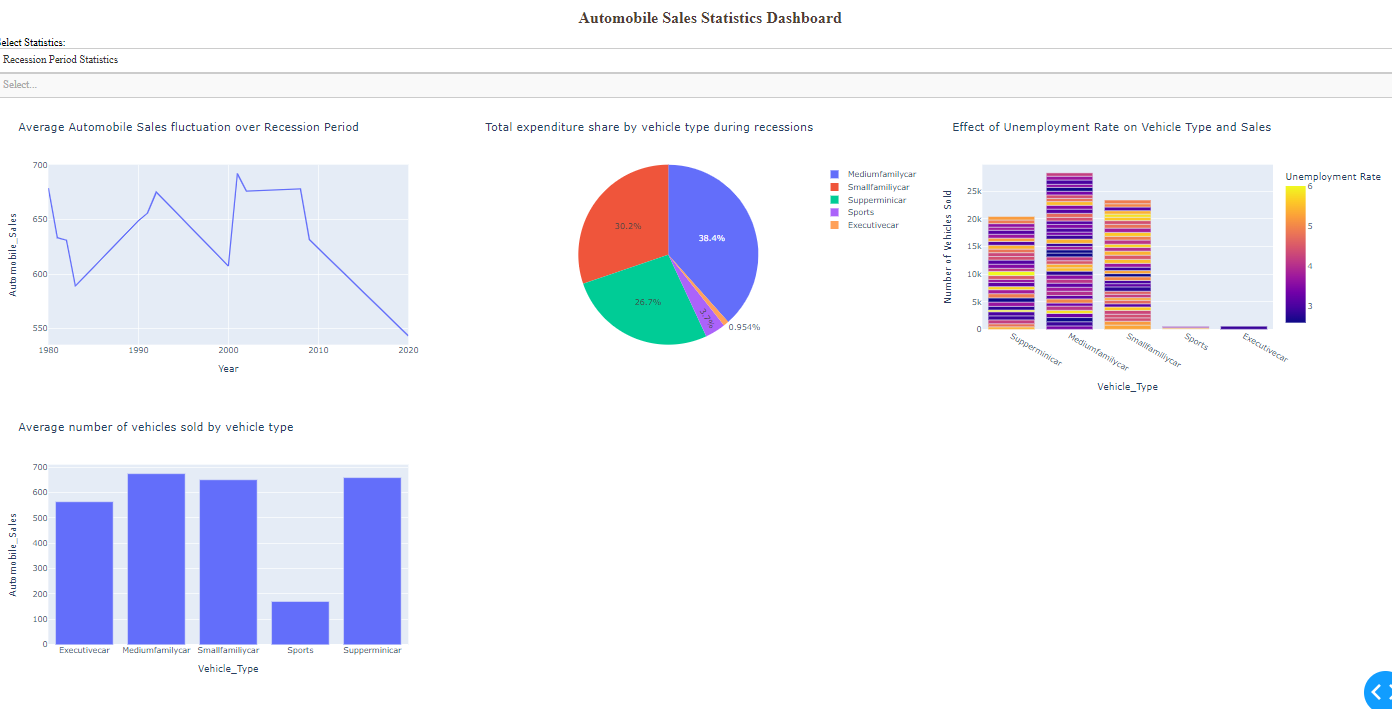 Automobile Sales Statistics Dashboard
elect Statistics:
Recession Period Statistics
Select...
Average Automobile Sales fluctuation over Recession Period
700
650
600
550
1980 1990 2000 2010 2020
Automobile_Sales
Year
Total expenditure share by vehicle type during recessions
38.4%
30.2%
26.7%
3.7%
0.954%
Mediumfamilycar
Smallfamiliycar
Supperminicar
Sports
Executivecar
Effect of Unemployment Rate on Vehicle Type and Sales
25k
20k
15k
10k
5k
0
Number of Vehicles Sold
Supperminicar Mediumfamilycar Smallfamiliycar Sports Executivecar
Vehicle_Type
Unemployment Rate
6
5
4
3
Average number of vehicles sold by vehicle type
700
600
500
400
300
200
100
0
Automobile_Sales
Executivecar Mediumfamilycar Smallfamiliycar Sports Supperminicar
Vehicle_Type